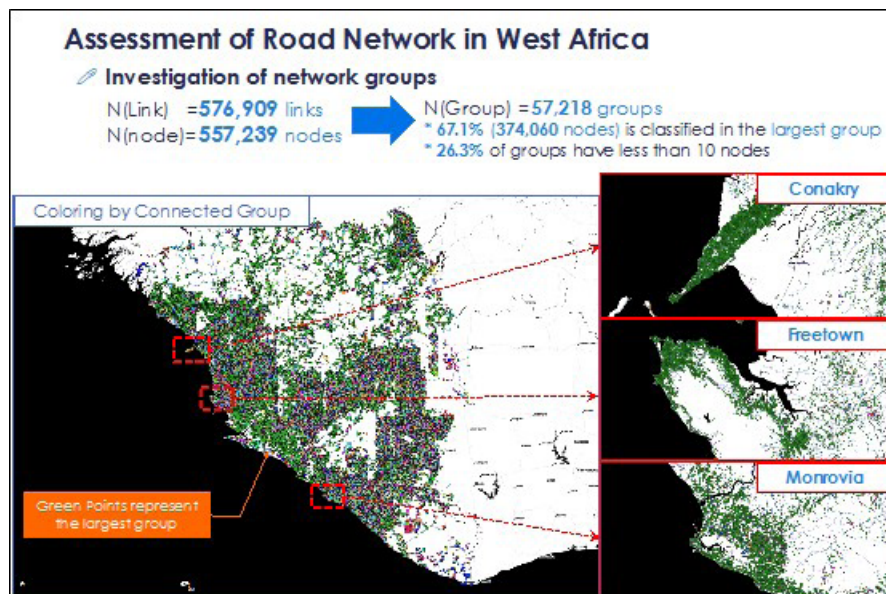 Assessment of Road Network in West Africa
Investigation of network groups
N(Link) =576,909 links
N(node)=557,239 nodes
N(Group) =57,218 groups
* 67.1% (374,060 nodes) is classified in the largest group
* 26.3% of groups have less than 10 nodes
Coloring by Connected Group
Conakry
Freetown
Monrovia
Green Points represent
the largest group